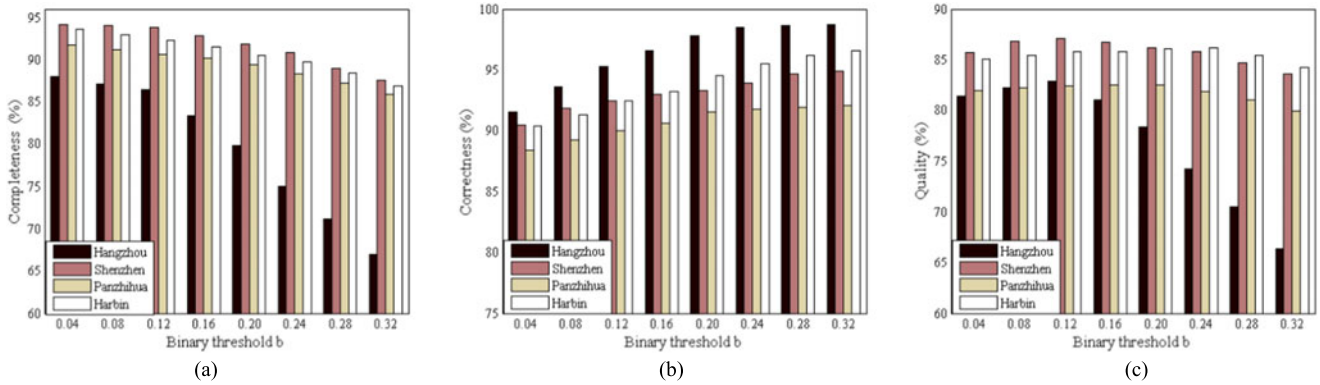 95
90
85
80
75
70
65
60
Completeness (%)
Hangzhou
Shenzhen
Panzhihua
Harbin
0.04 0.08 0.12 0.16 0.20 0.24 0.28 0.32
Binary threshold b
(a)
100
95
90
85
80
75
Correctness (%)
Hangzhou
Shenzhen
Panzhihua
Harbin
0.04 0.08 0.12 0.16 0.20 0.24 0.28 0.32
Binary threshold b
(b)
90
85
80
75
70
65
60
Quality (%)
Hangzhou
Shenzhen
Panzhihua
Harbin
0.04 0.08 0.12 0.16 0.20 0.24 0.28 0.32
Binary threshold b
(c)